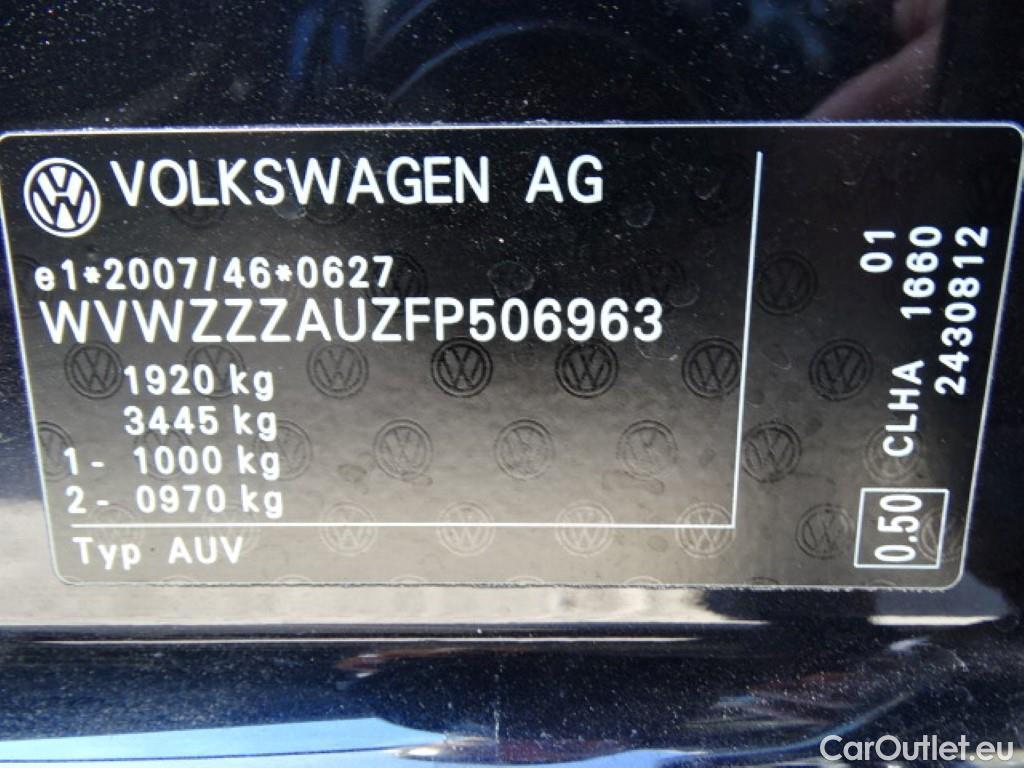 VOLKSWAGEN AG
e1*2007/46*0627
WVWZZZAUZFP506963
1920 kg
3445 kg
1- 1000 kg
2- 0970 kg
Typ AUV
01
0.50 CLHA 1660
2430812
CarOutlet.eu